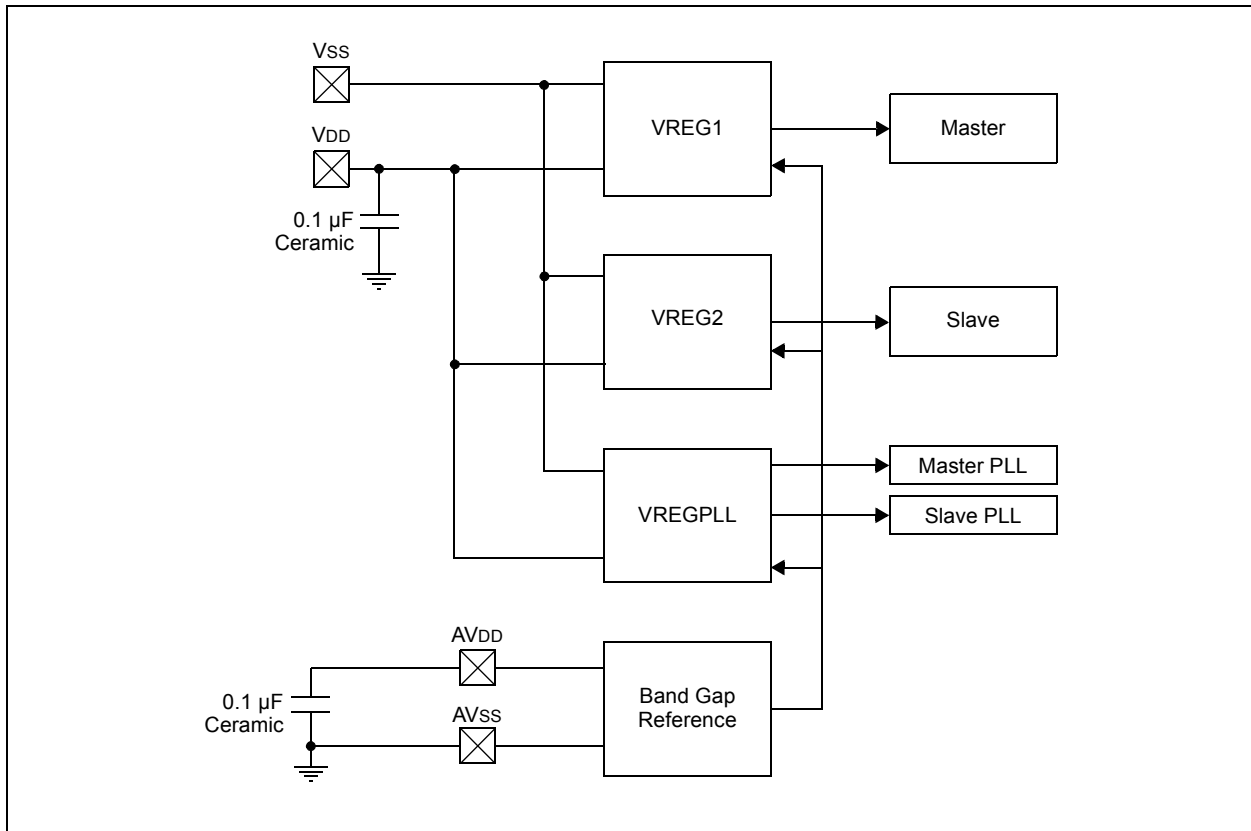 VSS
VREG1
Master
VDD
0.1 µF
Ceramic
VREG2
Slave
VREGPLL
Master PLL
Slave PLL
AVDD
0.1 µF
Ceramic
AVSS
Band Gap
Reference